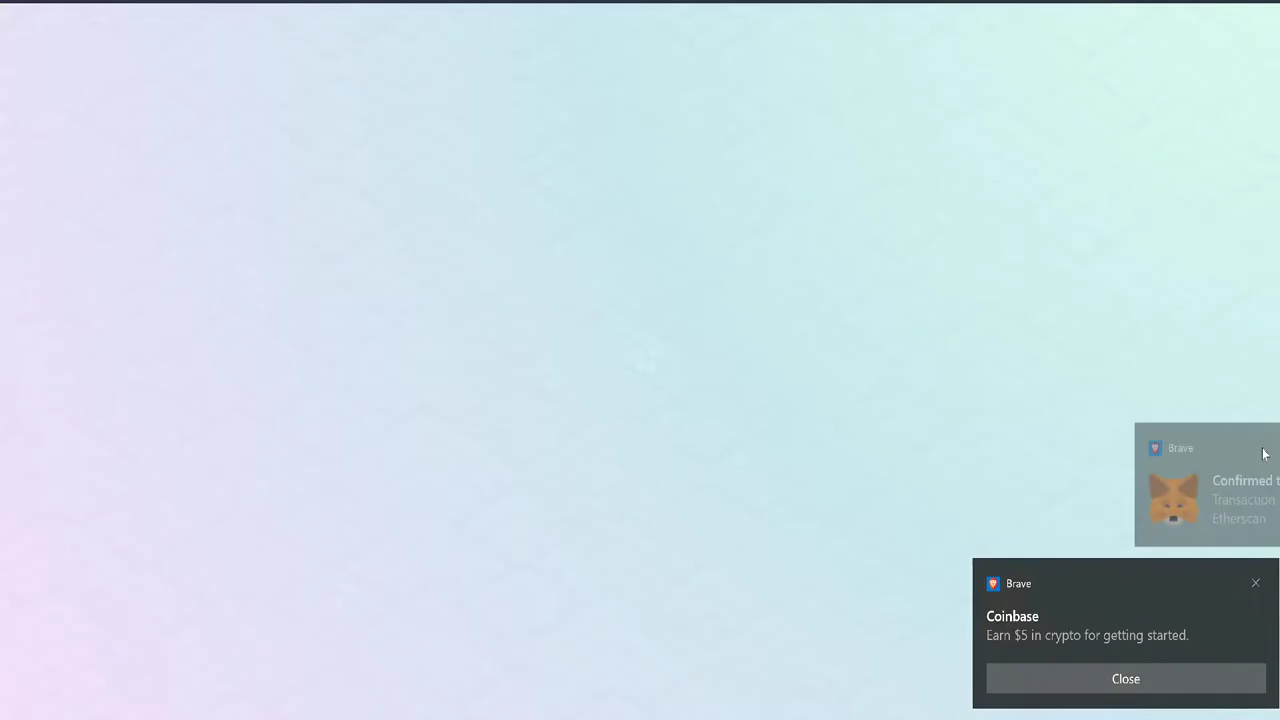 Brave
Confirmed t
Transaction
Etherscan
Brave
Coinbase
Earn $5 in crypto for getting started.
Close